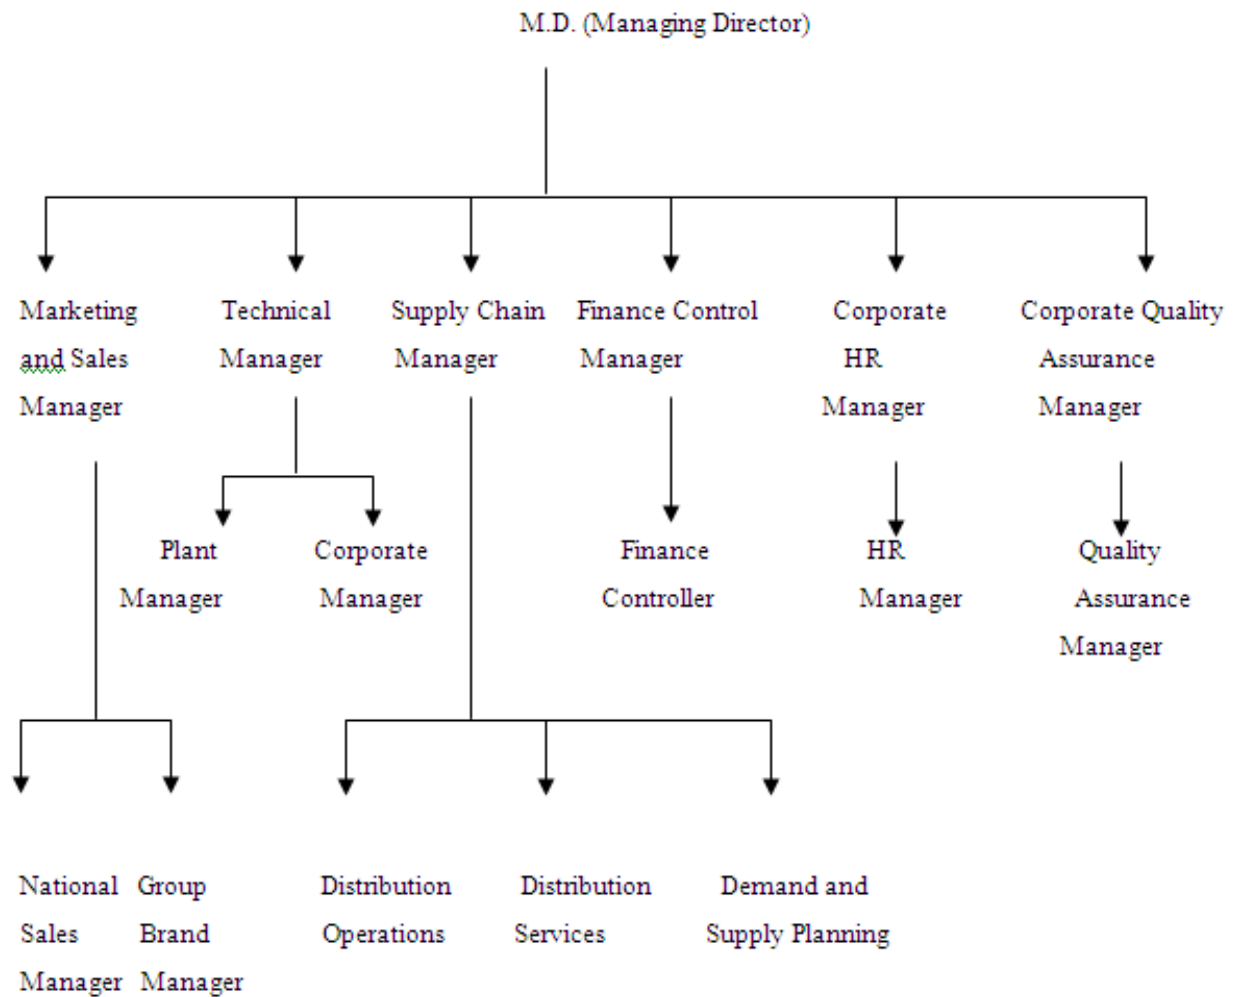 M.D. (Managing Director)
Marketing
and Sales
Manager
Technical
Manager
Supply Chain
Manager
Finance Control
Manager
Corporate
HR
Manager
Corporate Quality
Assurance
Manager
Plant
Manager
Corporate
Manager
Finance
Controller
HR
Manager
Quality
Assurance
Manager
National
Sales
Manager
Group
Brand
Manager
Distribution
Operations
Distribution
Services
Demand and
Supply Planning